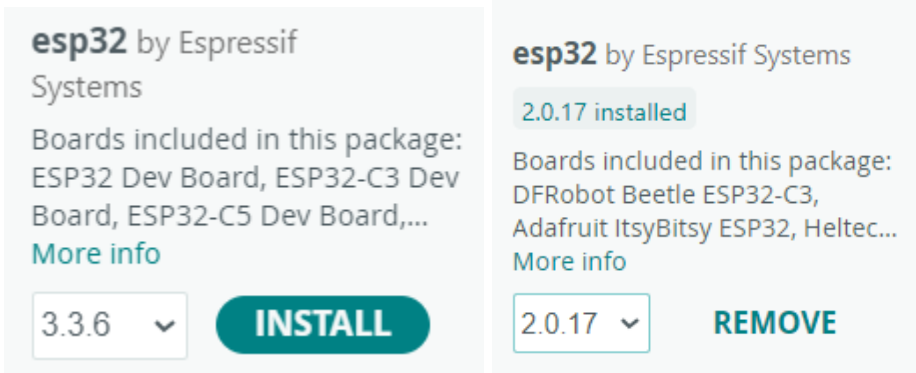 esp32 by Espressif
Systems
Boards included in this package:
ESP32 Dev Board, ESP32-C3 Dev
Board, ESP32-C5 Dev Board,...
More info
3.3.6
INSTALL
esp32 by Espressif Systems
2.0.17 installed
Boards included in this package:
DFRobot Beetle ESP32-C3,
Adafruit ItsyBitsy ESP32, Heltec...
More info
2.0.17
REMOVE